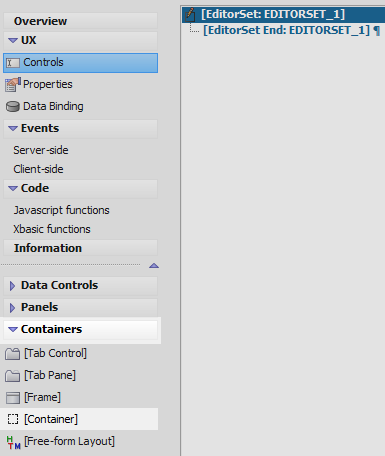 Overview
UX
Controls
Properties
Data Binding
Events
Server-side
Client-side
Code
Javascript functions
Xbasic functions
Information
Data Controls
Panels
Containers
[Tab Control]
[Tab Pane]
[Frame]
[Container]
HTM [Free-form Layout]
[EditorSet: EDITORSET_1]
[EditorSet End: EDITORSET_1] ¶